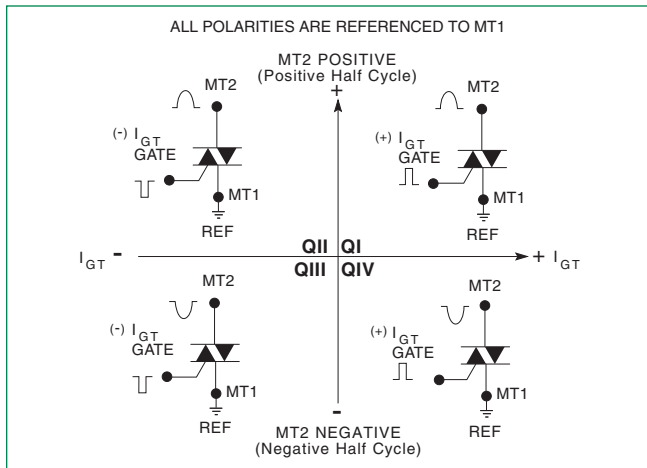 ALL POLARITIES ARE REFERENCED TO MT1
MT2 POSITIVE
(Positive Half Cycle)
+
MT2
(-) IGT
GATE
MT1
REF
MT2
(+) IGT
GATE
MT1
REF
IGT -
QII QI
QIII QIV
+ IGT
MT2
(-) IGT
GATE
MT1
REF
MT2
(+) IGT
GATE
MT1
REF
-
MT2 NEGATIVE
(Negative Half Cycle)